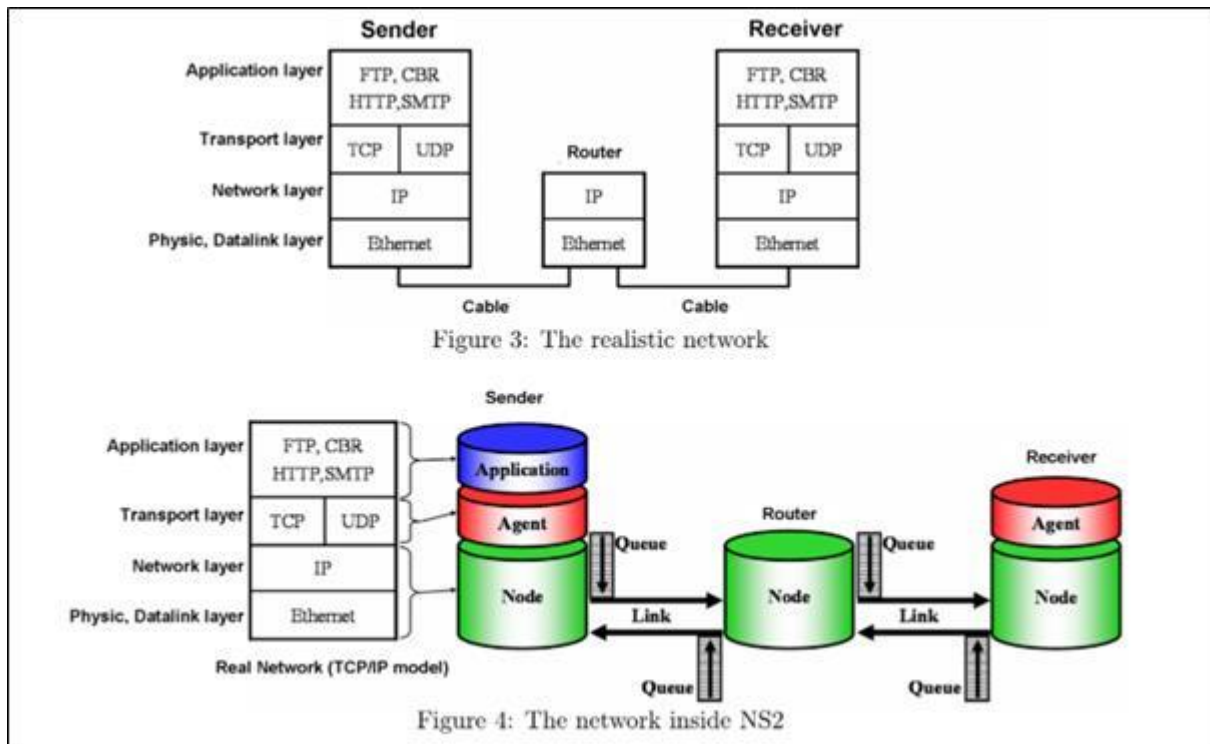 Sender
Receiver
Application layer
FTP, CBR
HTTP,SMTP
FTP, CBR
HTTP,SMTP
Transport layer
TCP
UDP
Router
TCP
UDP
Network layer
IP
IP
IP
Physic, Datalink layer
Ethernet
Ethernet
Ethernet
Cable
Cable
Figure 3: The realistic network
Sender
Application layer
FTP, CBR
HTTP,SMTP
Application
Receiver
Transport layer
TCP
UDP
Agent
Router
Agent
Queue
Queue
Network layer
IP
Node
Node
Node
Link
Link
Physic, Datalink layer
Ethernet
Real Network (TCP/IP model)
Queue
Queue
Figure 4: The network inside NS2